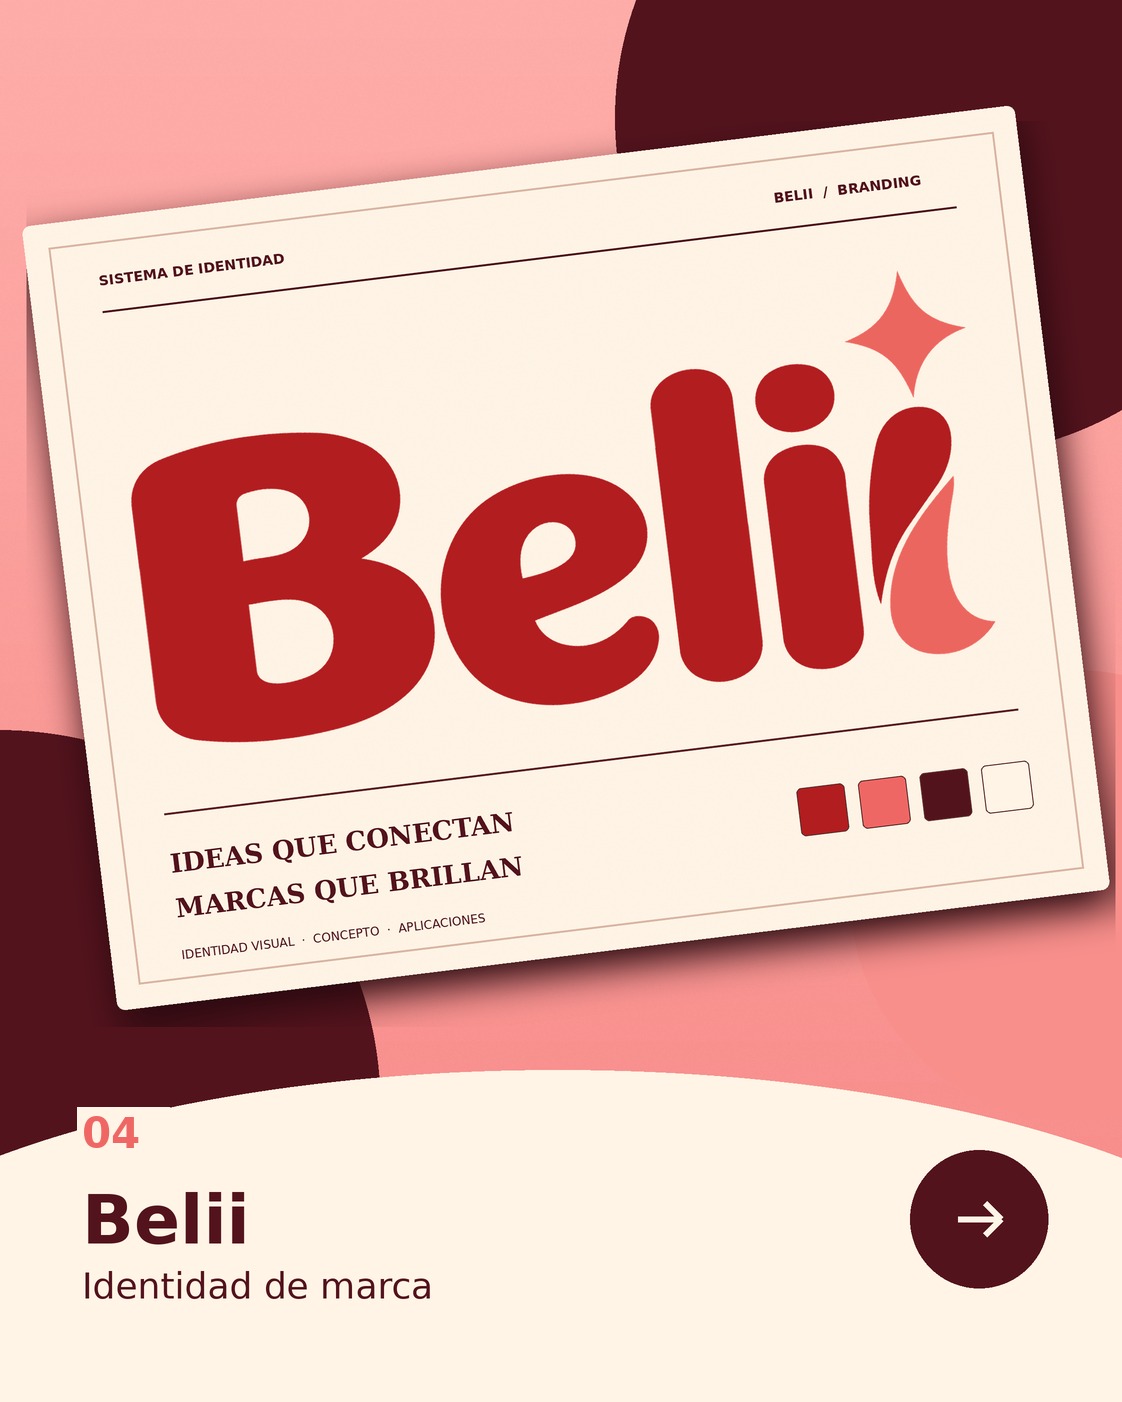 SISTEMA DE IDENTIDAD
BELII / BRANDING
Belii
IDEAS QUE CONECTAN
MARCAS QUE BRILLAN
IDENTIDAD VISUAL · CONCEPTO · APLICACIONES
04
Belii
Identidad de marca